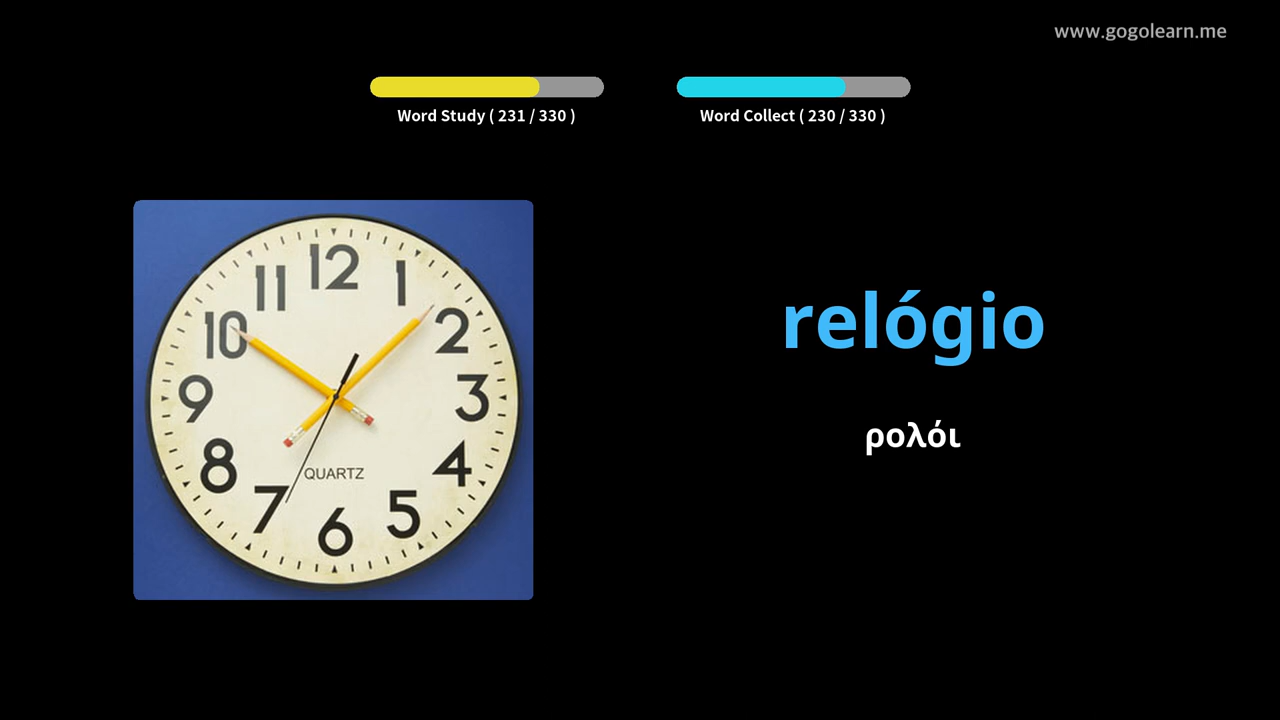 www.gogolearn.me
Word Study ( 231 / 330 )
Word Collect ( 230 / 330 )
12
11
1
10
2
9
3
8
4
7
5
6
QUARTZ
relógio
ρολόι